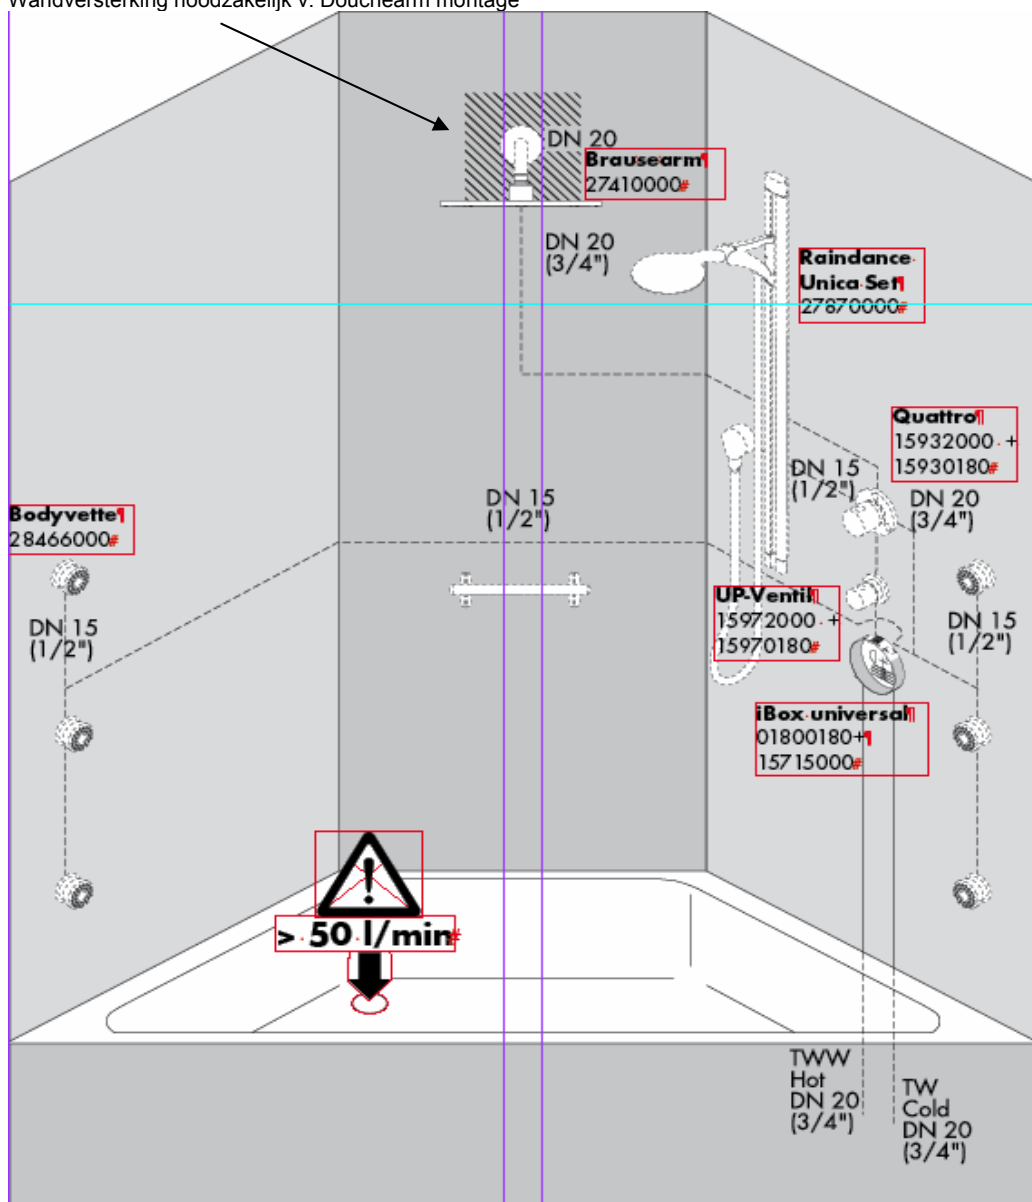 Wandversterking noodzakelijk v. Douchearm montage
DN 20
Brausearm¶
27410000#
DN 20
(3/4")
Raindance·
Unica·Set¶
27870000#
Quattro¶
15932000·+
15930180#
DN 15
(1/2")
DN 20
(3/4")
DN 15
(1/2")
Bodyvette¶
28466000#
DN 15
(1/2")
UP-Ventil¶
15972000·+
15970180#
DN 15
(1/2")
iBox·universal¶
01800180+¶
15715000#
>·50·l/min#
TWW
Hot
DN 20
(3/4")
TW
Cold
DN 20
(3/4")